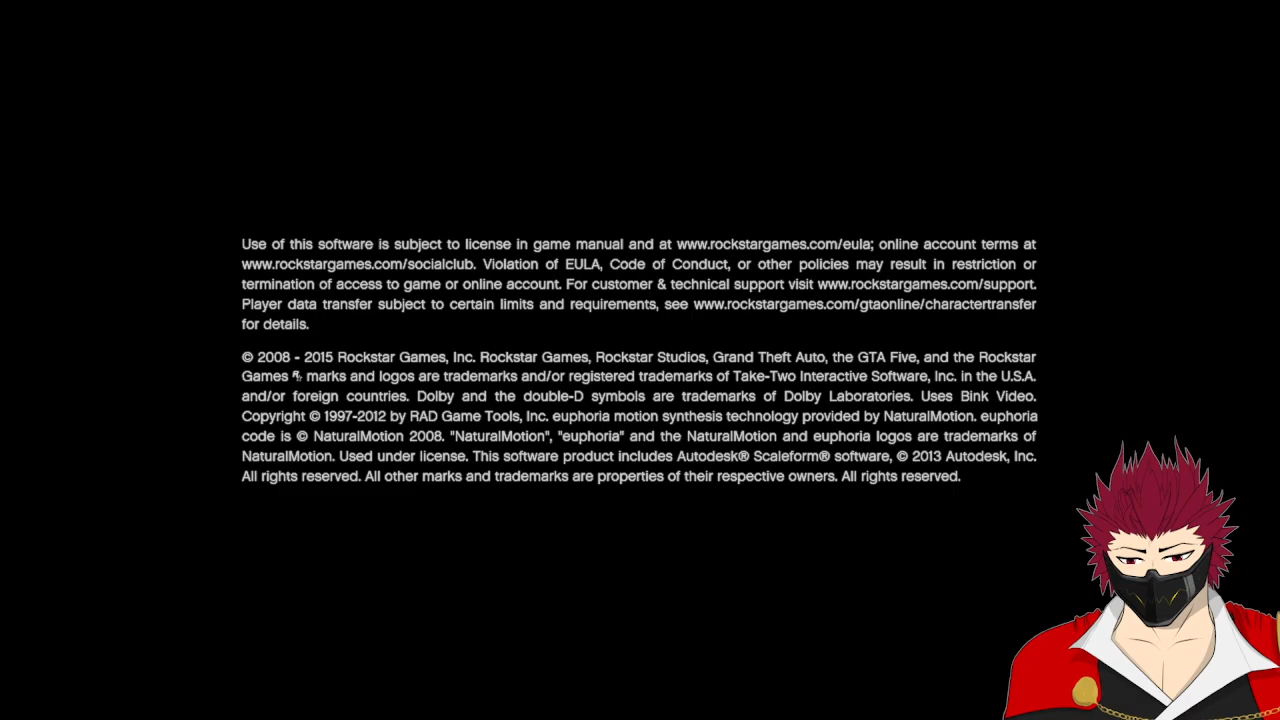 Use of this software is subject to license in game manual and at www.rockstargames.com/eula; online account terms at
www.rockstargames.com/socialclub. Violation of EULA, Code of Conduct, or other policies may result in restriction or
termination of access to game or online account. For customer & technical support visit www.rockstargames.com/support.
Player data transfer subject to certain limits and requirements, see www.rockstargames.com/gtaonline/charactertransfer
for details.
© 2008 - 2015 Rockstar Games, Inc. Rockstar Games, Rockstar Studios, Grand Theft Auto, the GTA Five, and the Rockstar
Games R* marks and logos are trademarks and/or registered trademarks of Take-Two Interactive Software, Inc. in the U.S.A.
and/or foreign countries. Dolby and the double-D symbols are trademarks of Dolby Laboratories. Uses Bink Video.
Copyright © 1997-2012 by RAD Game Tools, Inc. euphoria motion synthesis technology provided by NaturalMotion. euphoria
code is © NaturalMotion 2008. "NaturalMotion", "euphoria" and the NaturalMotion and euphoria logos are trademarks of
NaturalMotion. Used under license. This software product includes Autodesk® Scaleform® software, © 2013 Autodesk, Inc.
All rights reserved. All other marks and trademarks are properties of their respective owners. All rights reserved.